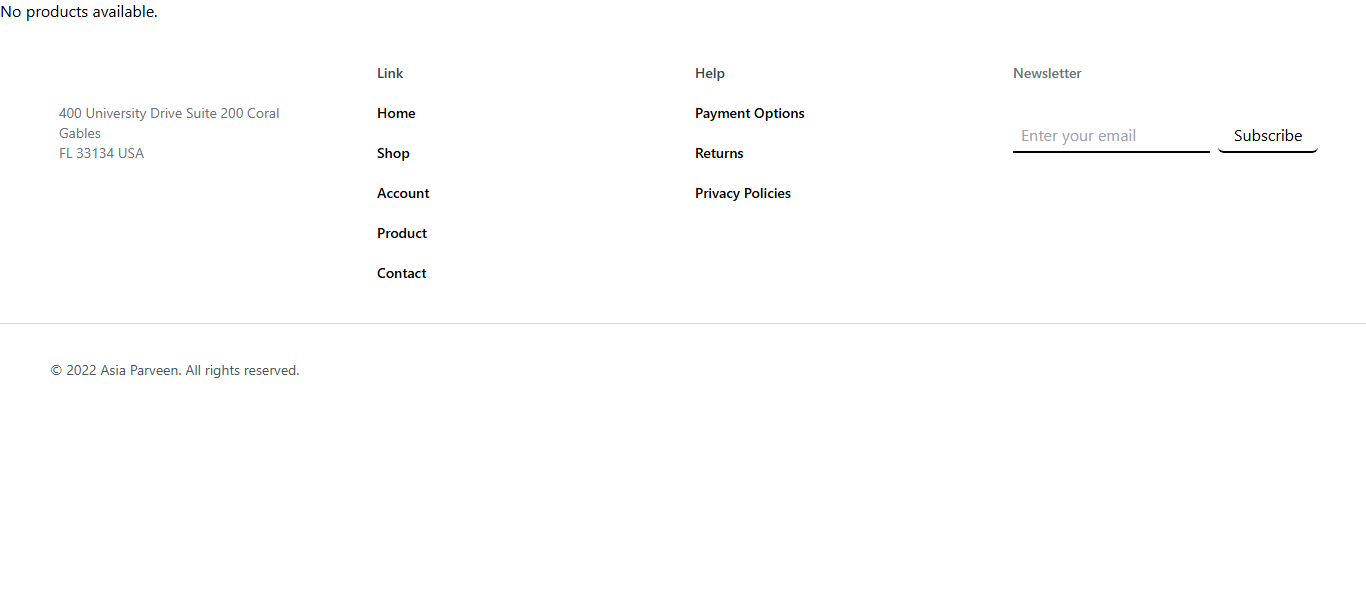 No products available.
400 University Drive Suite 200 Coral
Gables
FL 33134 USA
Link
Home
Shop
Account
Product
Contact
Help
Payment Options
Returns
Privacy Policies
Newsletter
Enter your email
Subscribe
© 2022 Asia Parveen. All rights reserved.